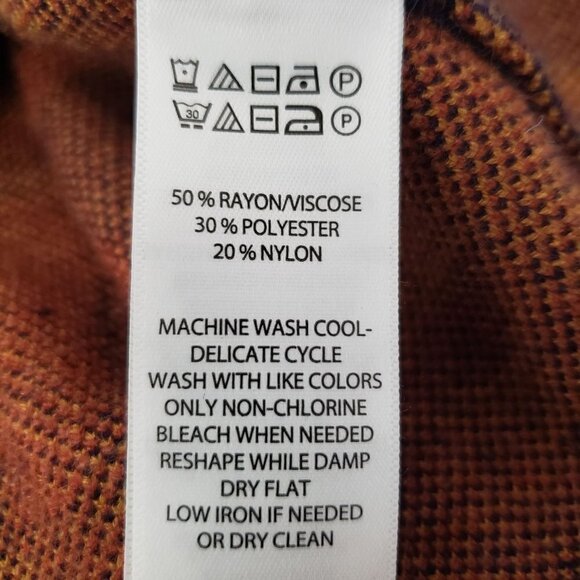 P
30 P
50 % RAYON/VISCOSE
30 % POLYESTER
20 % NYLON
MACHINE WASH COOL-
DELICATE CYCLE
WASH WITH LIKE COLORS
ONLY NON-CHLORINE
BLEACH WHEN NEEDED
RESHAPE WHILE DAMP
DRY FLAT
LOW IRON IF NEEDED
OR DRY CLEAN